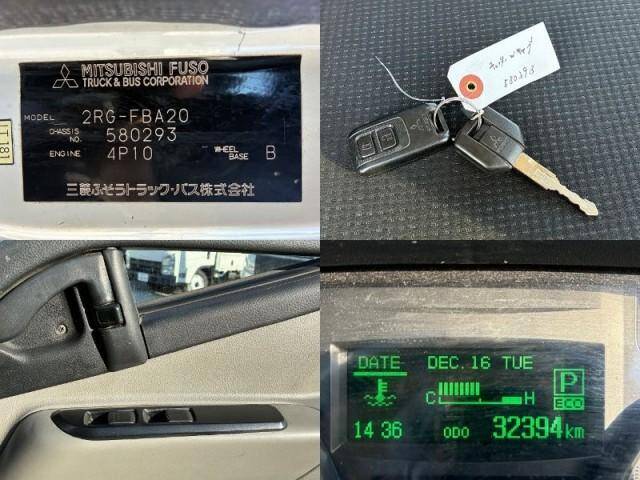 MITSUBISHI FUSO
TRUCK & BUS CORPORATION
MODEL 2RG-FBA20
CHASSIS NO. 580293
ENGINE 4P10 WHEEL BASE B
三菱ふそうトラック・バス株式会社
1181
580293
DATE DEC.16 TUE
P
ECO
C H
14 36 ODO 32394 km